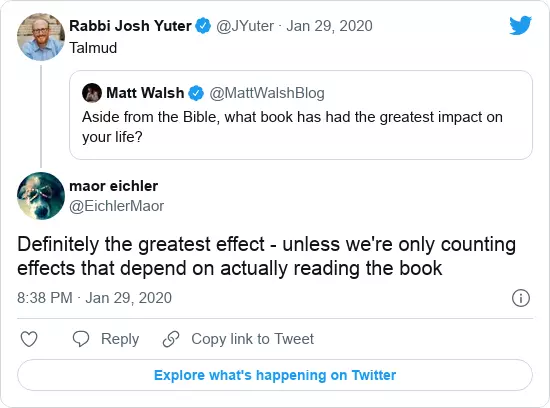 Rabbi Josh Yuter @JYuter · Jan 29, 2020
Talmud
Matt Walsh @MattWalshBlog
Aside from the Bible, what book has had the greatest impact on
your life?
maor eichler
@EichlerMaor
Definitely the greatest effect - unless we're only counting
effects that depend on actually reading the book
8:38 PM · Jan 29, 2020
Reply Copy link to Tweet
Explore what's happening on Twitter